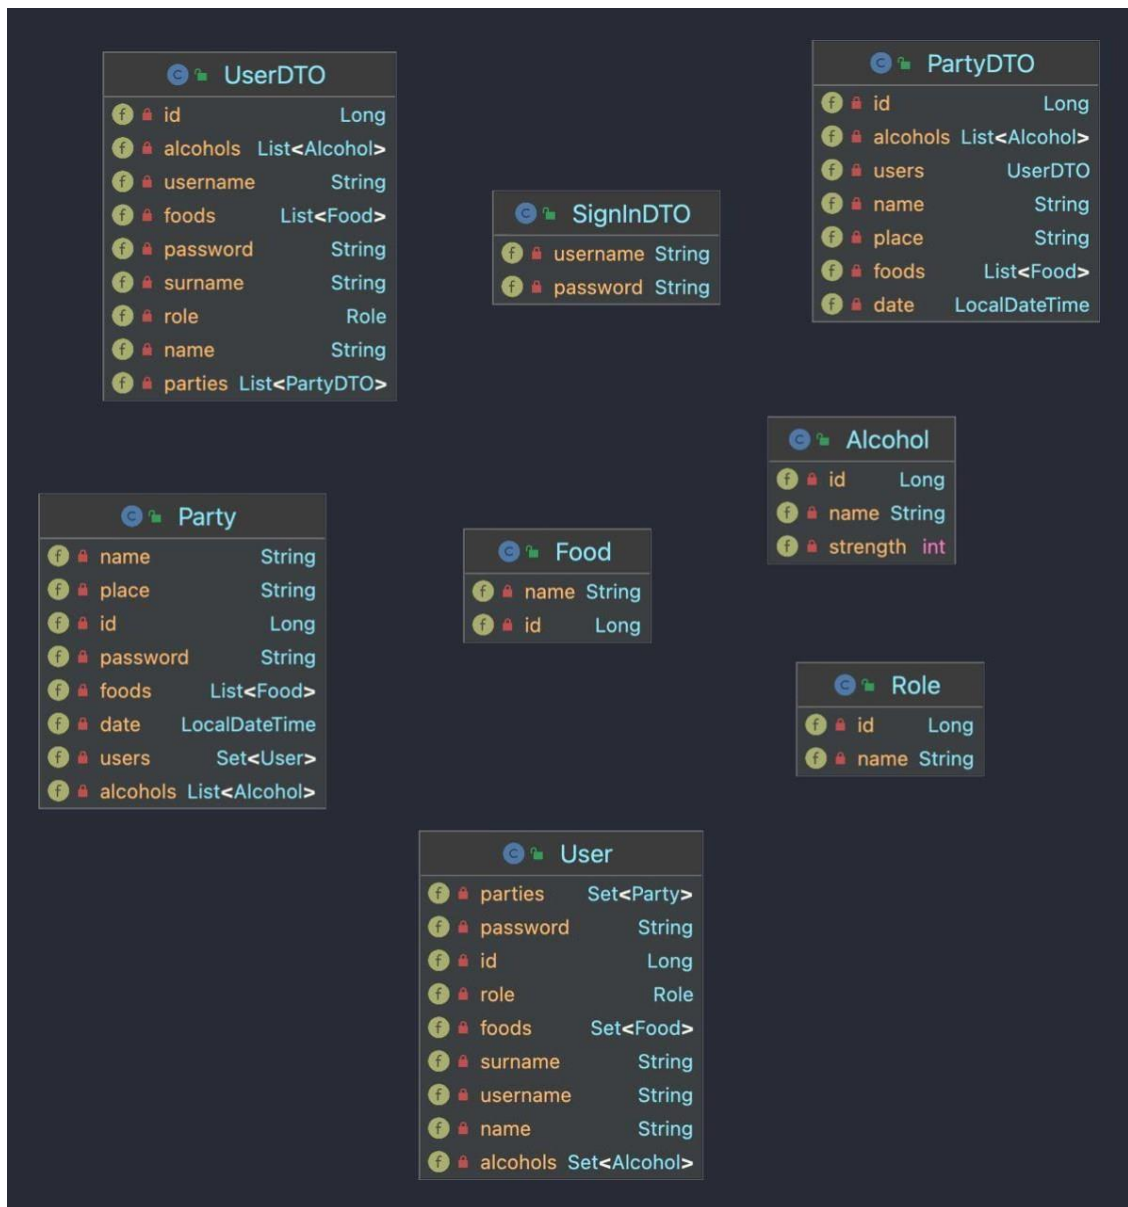 UserDTO
id Long
alcohols List<Alcohol>
username String
foods List<Food>
password String
surname String
role Role
name String
parties List<PartyDTO>
SignInDTO
username String
password String
PartyDTO
id Long
alcohols List<Alcohol>
users UserDTO
name String
place String
foods List<Food>
date LocalDateTime
Alcohol
id Long
name String
strength int
Party
name String
place String
id Long
password String
foods List<Food>
date LocalDateTime
users Set<User>
alcohols List<Alcohol>
Food
name String
id Long
Role
id Long
name String
User
parties Set<Party>
password String
id Long
role Role
foods Set<Food>
surname String
username String
name String
alcohols Set<Alcohol>